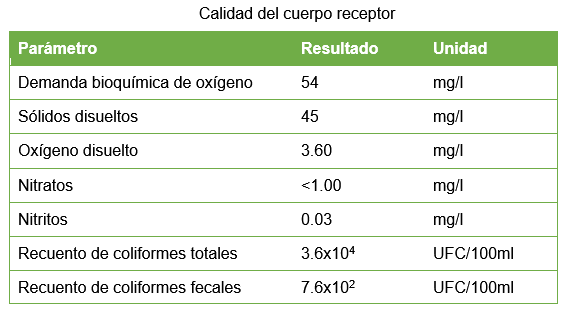 Calidad del cuerpo receptor
Parámetro Resultado Unidad
Demanda bioquímica de oxígeno 54 mg/l
Sólidos disueltos 45 mg/l
Oxígeno disuelto 3.60 mg/l
Nitratos <1.00 mg/l
Nitritos 0.03 mg/l
Recuento de coliformes totales 3.6x10⁴ UFC/100ml
Recuento de coliformes fecales 7.6x10² UFC/100ml